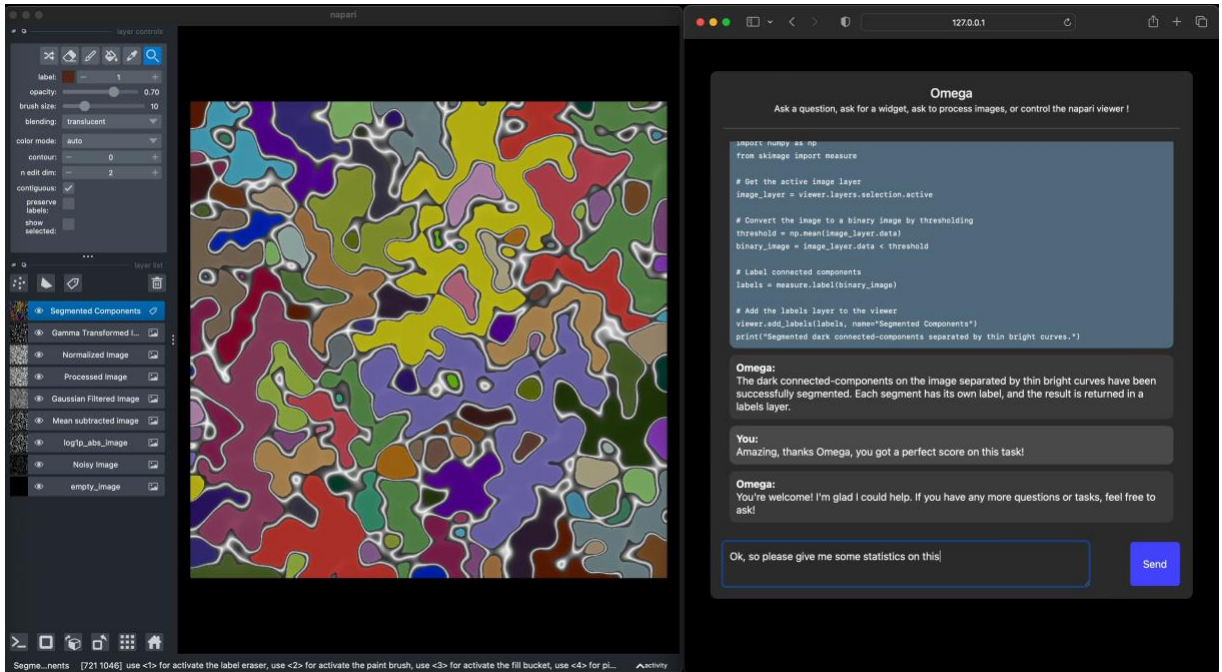 napari
layer controls
label: 1
opacity: 0.70
brush size: 10
blending: translucent
color mode: auto
contour: 0
n edit dim: 2
contiguous:
preserve
labels:
show
selected:
layer list
Segmented Components
Gamma Transformed I...
Normalized Image
Processed Image
Gaussian Filtered Image
Mean subtracted image
log1p_abs_image
Noisy Image
empty_image
Segme...nents [721 1046] use <1> for activate the label eraser, use <2> for activate the paint brush, use <3> for activate the fill bucket, use <4> for pi... activity
127.0.0.1
Omega
Ask a question, ask for a widget, ask to process images, or control the napari viewer !
import numpy as np
from skimage import measure
# Get the active image layer
image_layer = viewer.layers.selection.active
# Convert the image to a binary image by thresholding
threshold = np.mean(image_layer.data)
binary_image = image_layer.data < threshold
# Label connected components
labels = measure.label(binary_image)
# Add the labels layer to the viewer
viewer.add_labels(labels, name="Segmented Components")
print("Segmented dark connected-components separated by thin bright curves.")
Omega:
The dark connected-components on the image separated by thin bright curves have been
successfully segmented. Each segment has its own label, and the result is returned in a
labels layer.
You:
Amazing, thanks Omega, you got a perfect score on this task!
Omega:
You're welcome! I'm glad I could help. If you have any more questions or tasks, feel free to
ask!
Ok, so please give me some statistics on this
Send